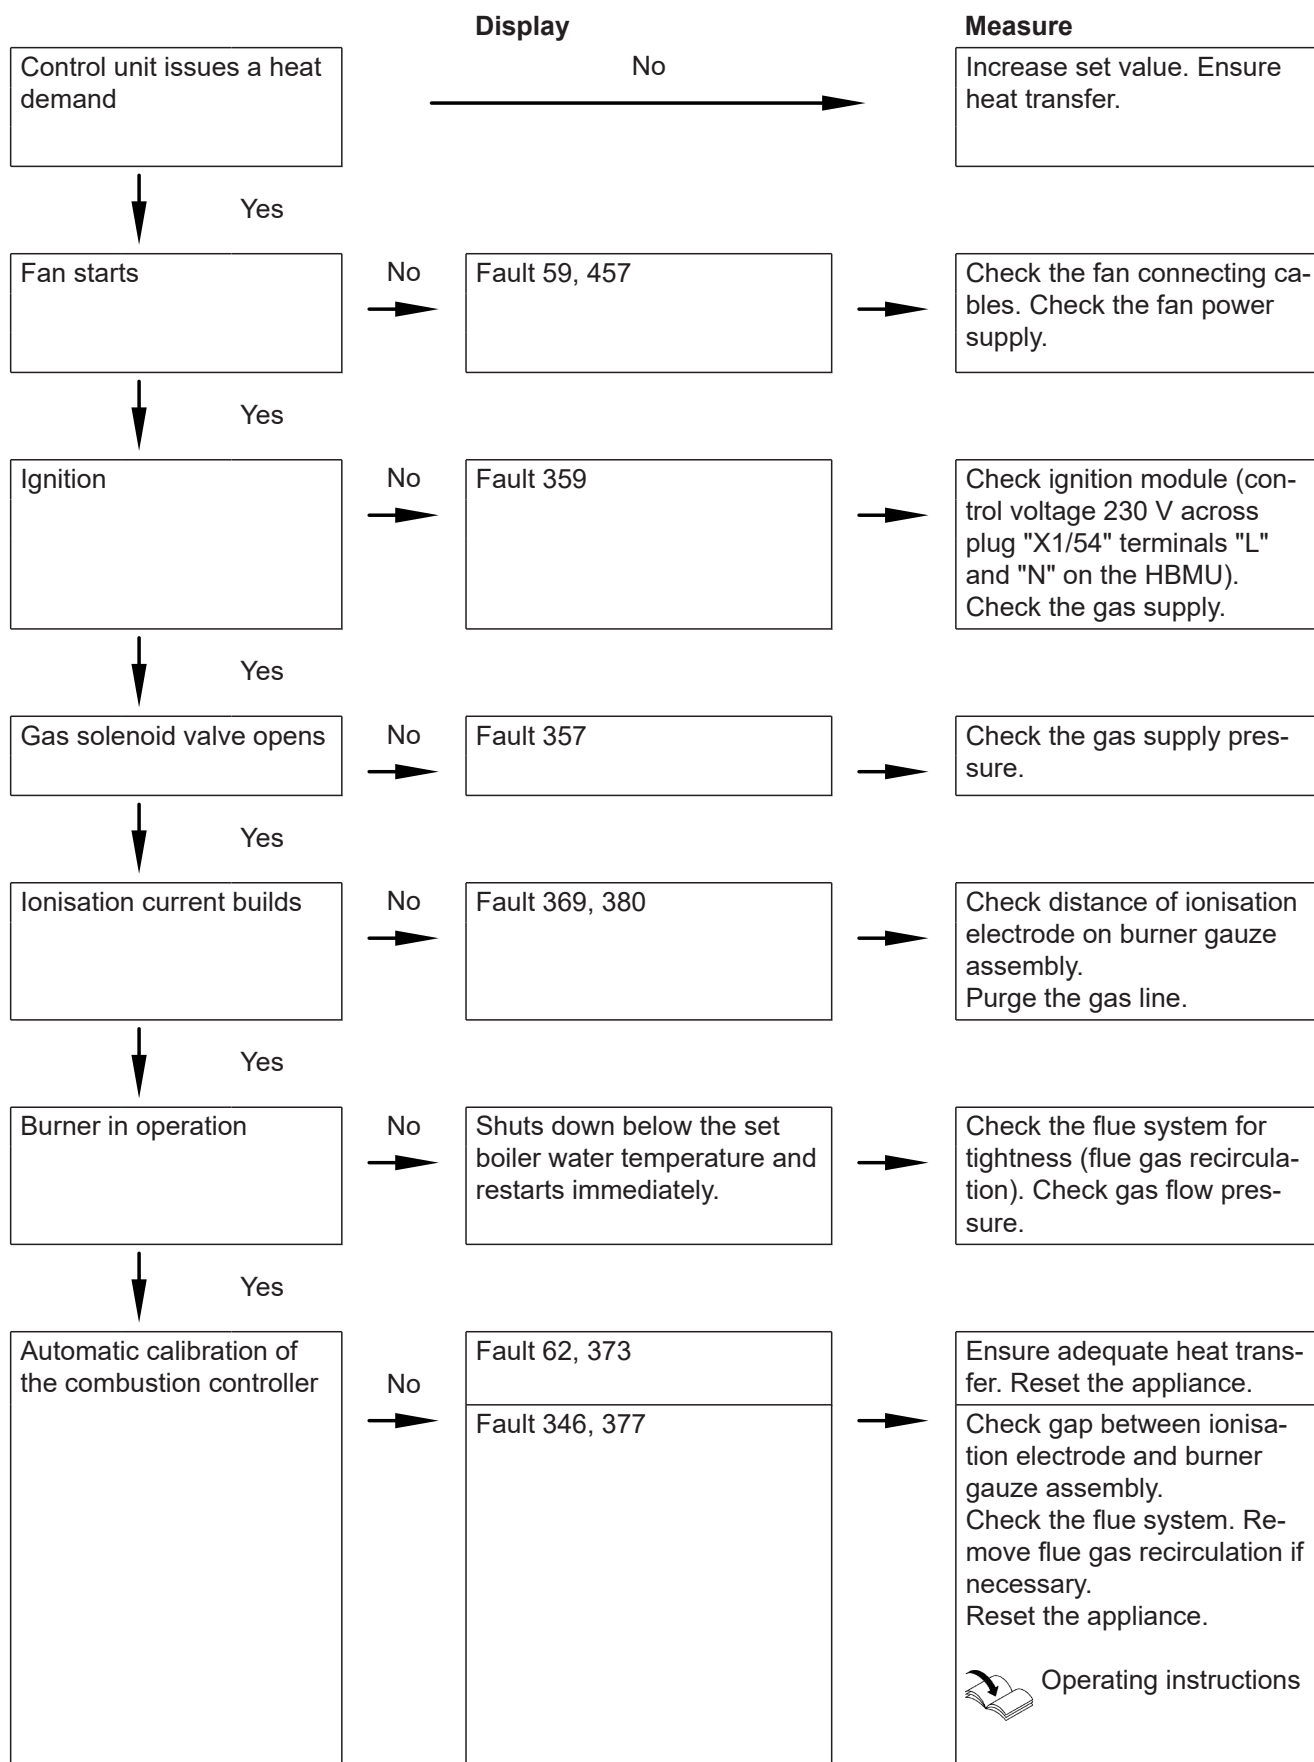 Display
Measure
Control unit issues a heat
demand
No
Increase set value. Ensure
heat transfer.
Yes
Fan starts
No
Fault 59, 457
Check the fan connecting ca-
bles. Check the fan power
supply.
Yes
Ignition
No
Fault 359
Check ignition module (con-
trol voltage 230 V across
plug "X1/54" terminals "L"
and "N" on the HBMU).
Check the gas supply.
Yes
Gas solenoid valve opens
No
Fault 357
Check the gas supply pres-
sure.
Yes
Ionisation current builds
No
Fault 369, 380
Check distance of ionisation
electrode on burner gauze
assembly.
Purge the gas line.
Yes
Burner in operation
No
Shuts down below the set
boiler water temperature and
restarts immediately.
Check the flue system for
tightness (flue gas recircula-
tion). Check gas flow pres-
sure.
Yes
Automatic calibration of
the combustion controller
No
Fault 62, 373
Ensure adequate heat trans-
fer. Reset the appliance.
Fault 346, 377
Check gap between ionisa-
tion electrode and burner
gauze assembly.
Check the flue system. Re-
move flue gas recirculation if
necessary.
Reset the appliance.
Operating instructions